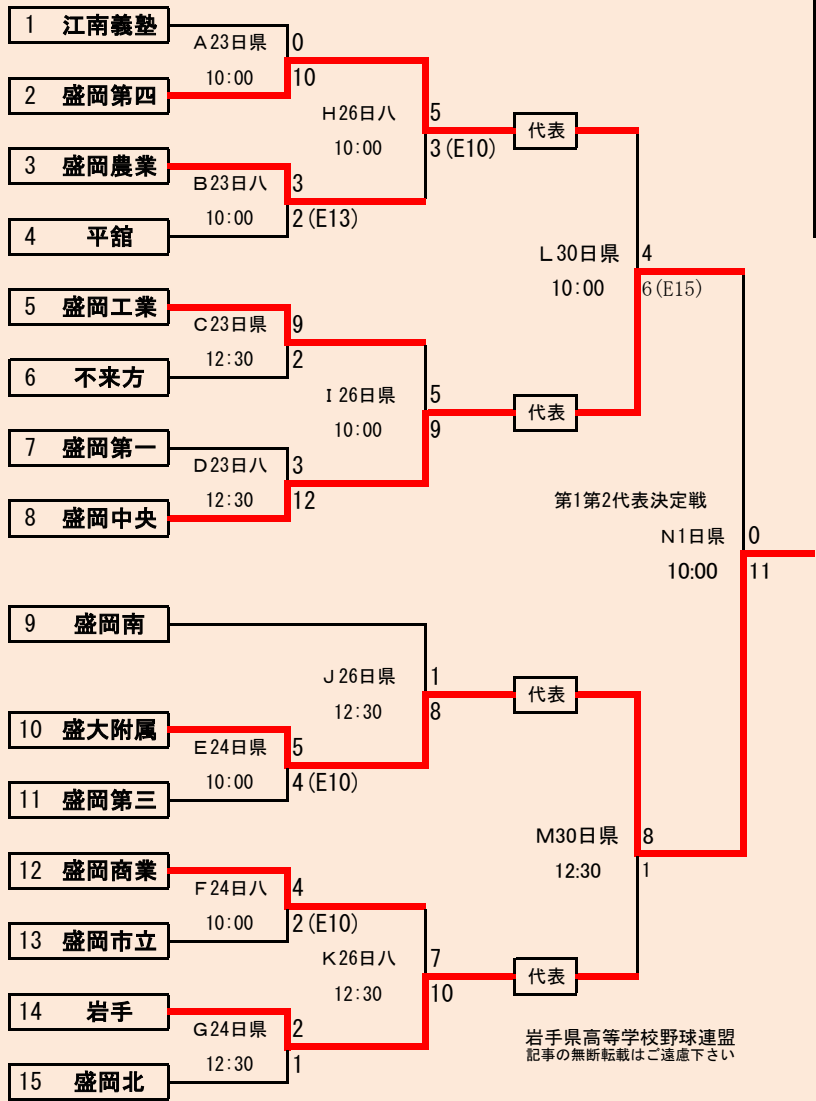 1 江南義塾
A23日県 0
10:00 10
2 盛岡第四
H26日八 5
10:00 3(E10)
代表
3 盛岡農業
B23日八 3
10:00 2(E13)
4 平舘
L30日県 4
10:00 6(E15)
5 盛岡工業
C23日県 9
12:30 2
6 不来方
I26日県 5
10:00 9
代表
7 盛岡第一
D23日八 3
12:30 12
8 盛岡中央
第1第2代表決定戦
N1日県 0
10:00 11
9 盛岡南
J26日県 1
12:30 8
代表
10 盛大附属
E24日県 5
10:00 4(E10)
11 盛岡第三
M30日県 8
12:30 1
12 盛岡商業
F24日八 4
10:00 2(E10)
13 盛岡市立
K26日八 7
12:30 10
代表
14 岩手
G24日県 2
12:30 1
15 盛岡北
岩手県高等学校野球連盟
記事の無断転載はご遠慮下さい